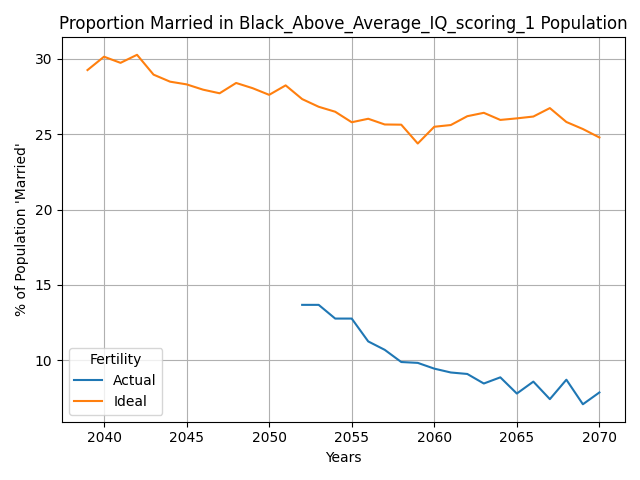 Proportion Married in Black_Above_Average_IQ_scoring_1 Population
% of Population 'Married'
30
25
20
15
10
Fertility
Actual
Ideal
2040 2045 2050 2055 2060 2065 2070
Years